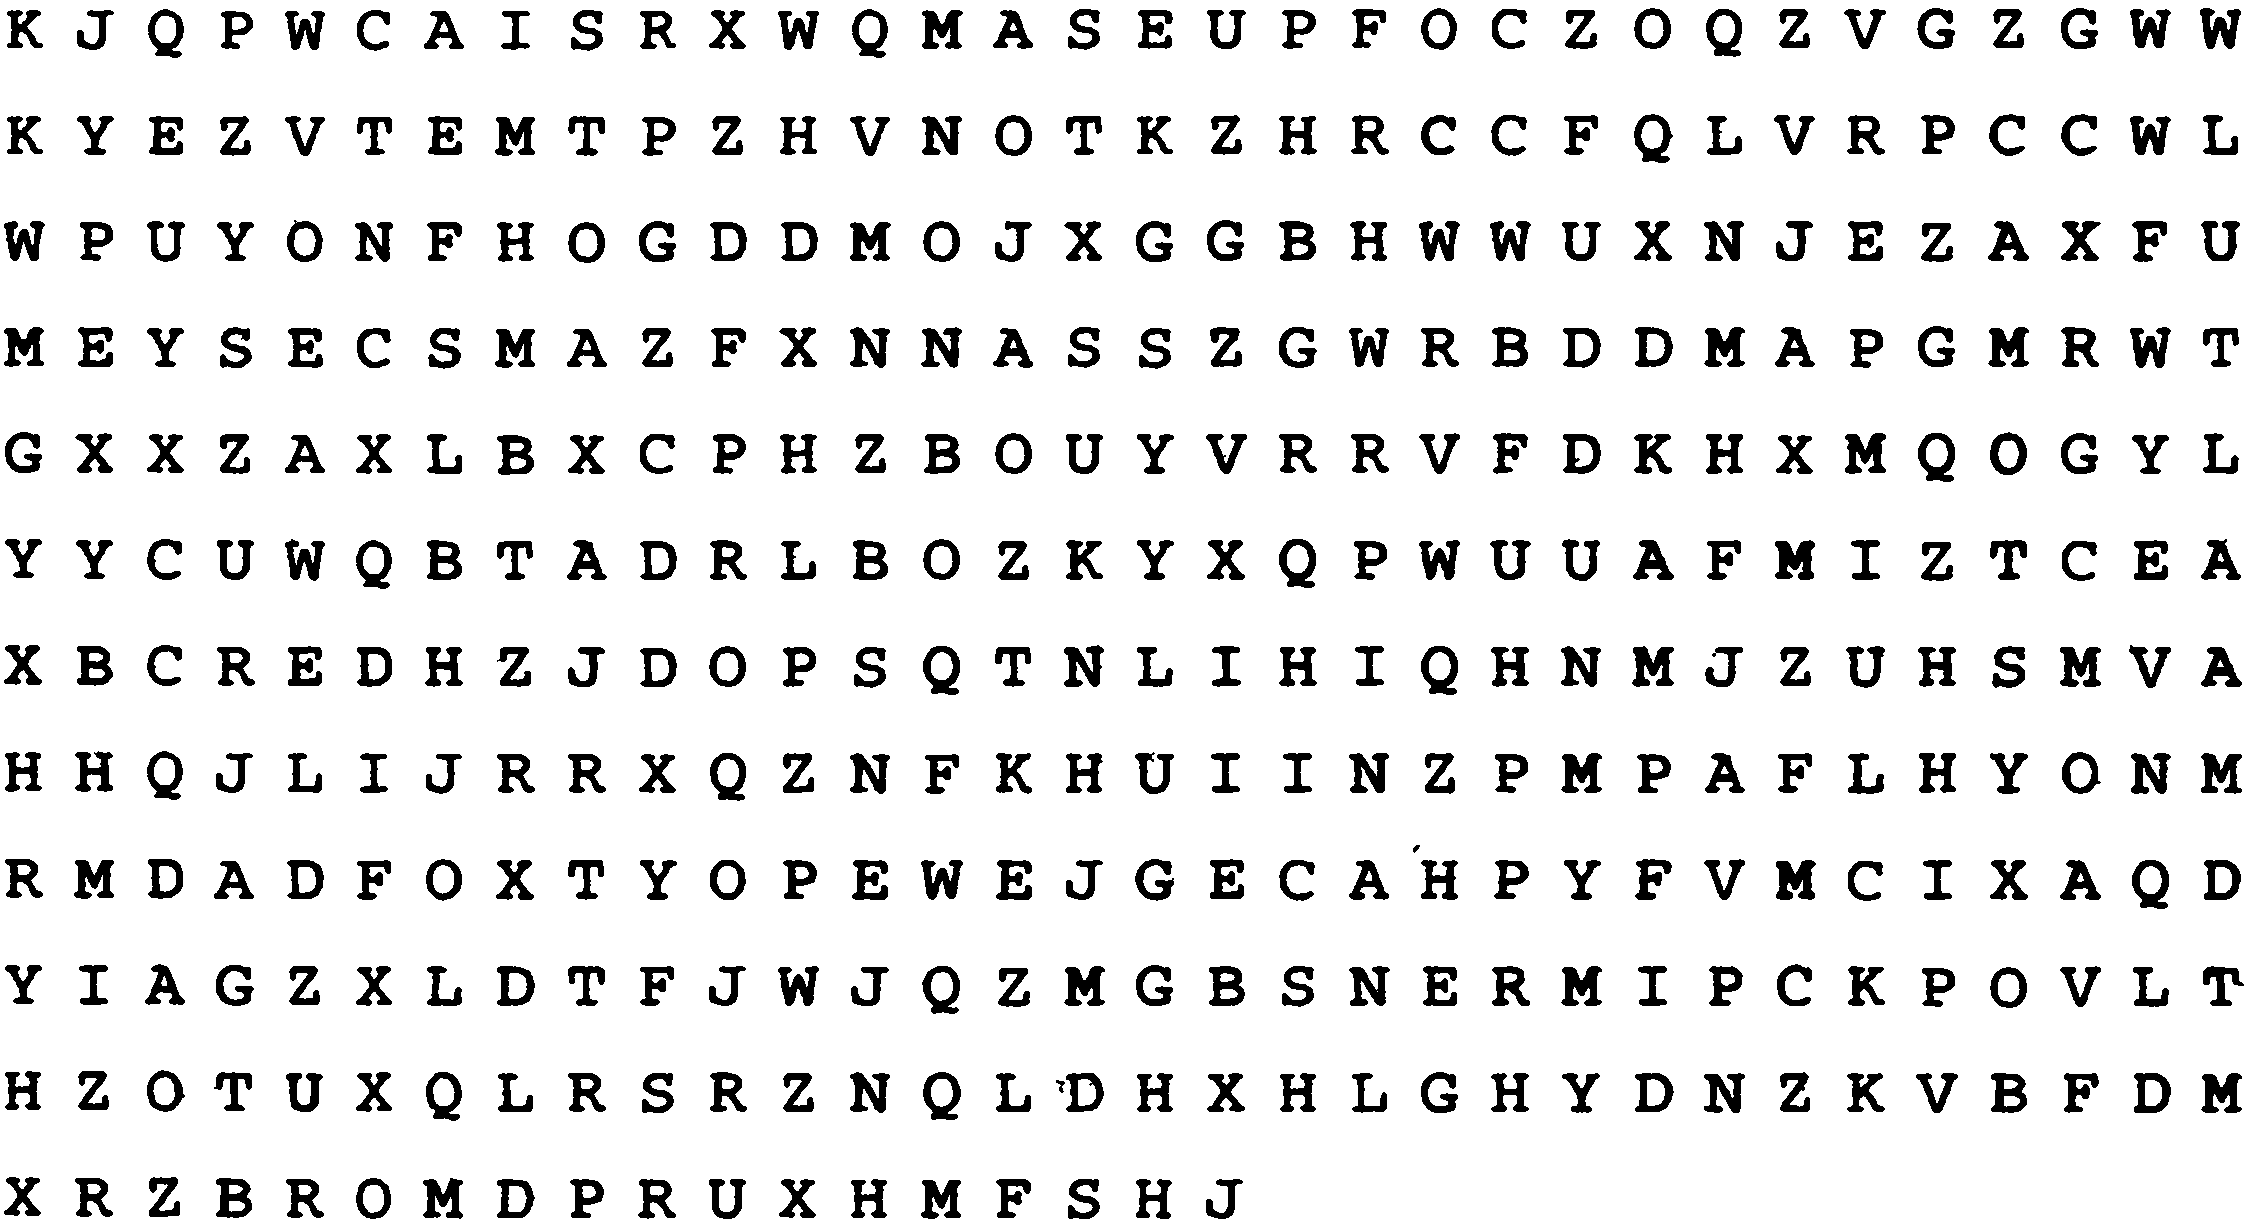 K J Q P W C A I S R X W Q M A S E U P F O C Z O Q Z V G Z G W W
K Y E Z V T E M T P Z H V N O T K Z H R C C F Q L V R P C C W L
W P U Y O N F H O G D D M O J X G G B H W W U X N J E Z A X F U
M E Y S E C S M A Z F X N N A S S Z G W R B D D M A P G M R W T
G X X Z A X L B X C P H Z B O U Y V R R V F D K H X M Q O G Y L
Y Y C U W Q B T A D R L B O Z K Y X Q P W U U A F M I Z T C E A
X B C R E D H Z J D O P S Q T N L I H I Q H N M J Z U H S M V A
H H Q J L I J R R X Q Z N F K H U I I N Z P M P A F L H Y O N M
R M D A D F O X T Y O P E W E J G E C A H P Y F V M C I X A Q D
Y I A G Z X L D T F J W J Q Z M G B S N E R M I P C K P O V L T
H Z O T U X Q L R S R Z N Q L D H X H L G H Y D N Z K V B F D M
X R Z B R O M D P R U X H M F S H J